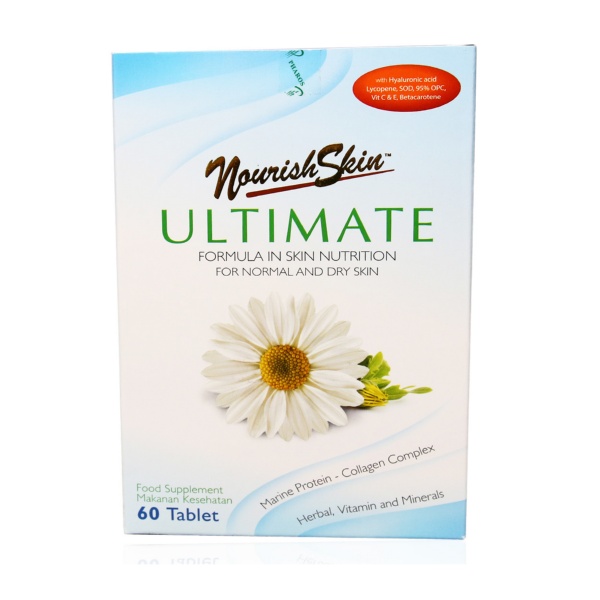 PHAROS
with Hyaluronic acid
Lycopene, SOD, 95% OPC,
Vit C & E, Betacarotene
NourishSkin™
ULTIMATE
FORMULA IN SKIN NUTRITION
FOR NORMAL AND DRY SKIN
Marine Protein - Collagen Complex
Herbal, Vitamin and Minerals
Food Supplement
Makanan Kesehatan
60 Tablet